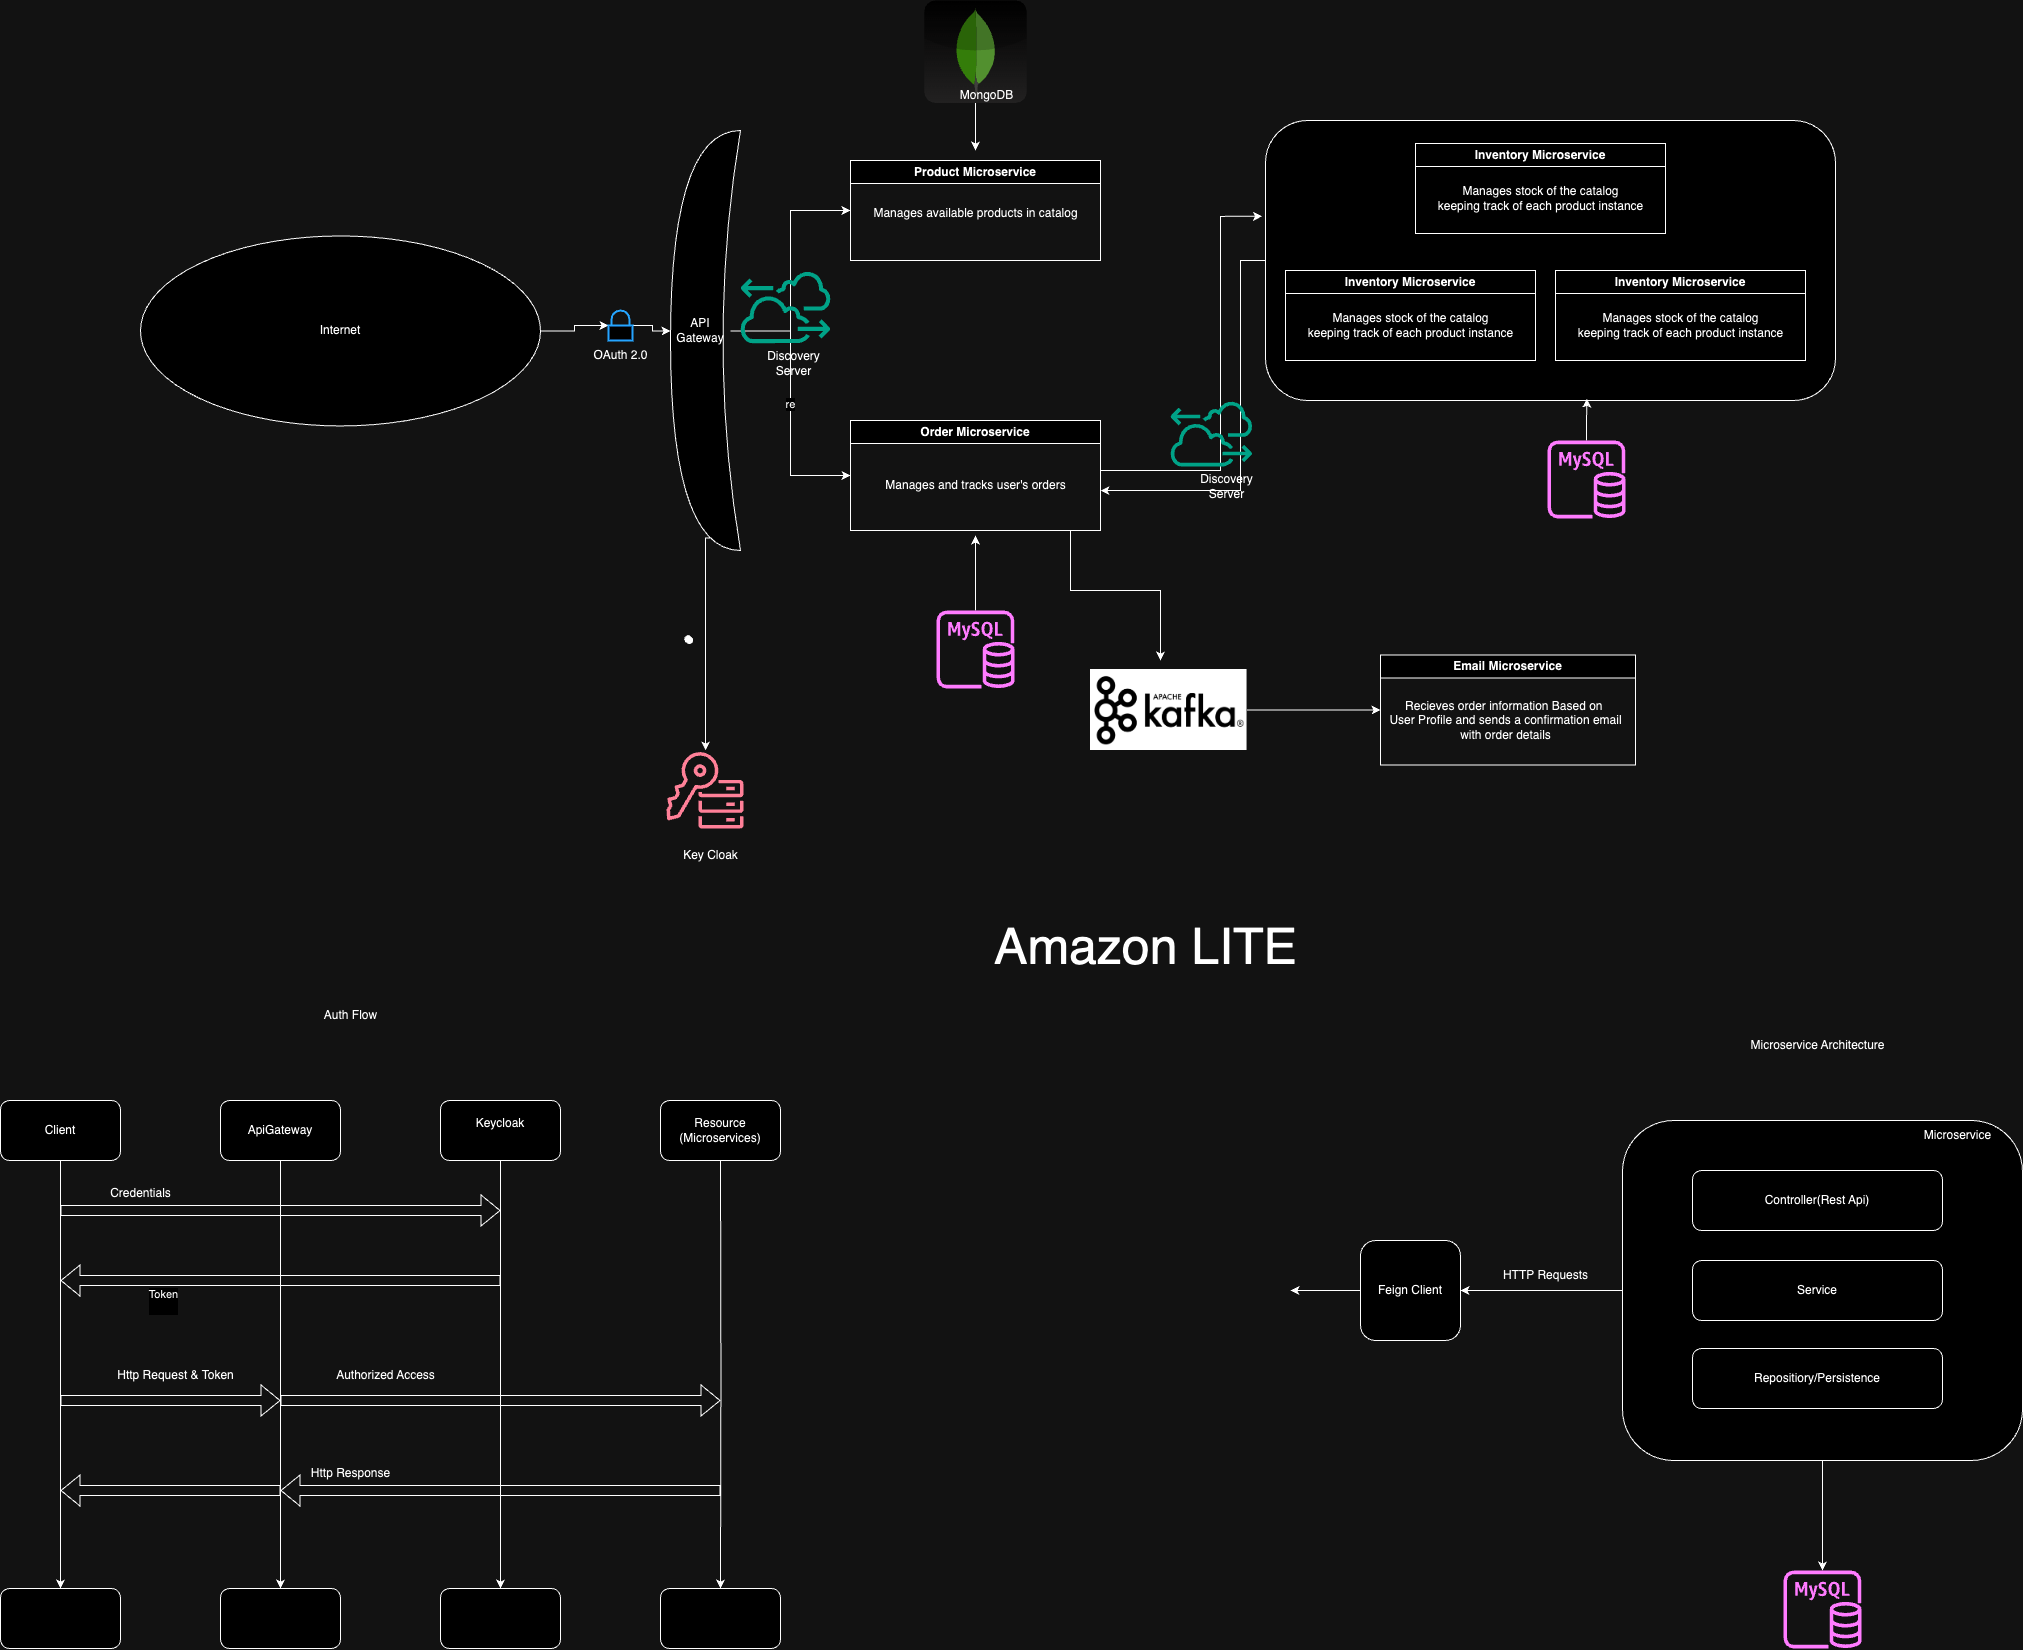 MongoDB
Product Microservice
Manages available products in catalog
Inventory Microservice
Manages stock of the catalog
keeping track of each product instance
Inventory Microservice
Manages stock of the catalog
keeping track of each product instance
Inventory Microservice
Manages stock of the catalog
keeping track of each product instance
Internet
OAuth 2.0
API
Gateway
Discovery
Server
re
Order Microservice
Manages and tracks user's orders
Discovery
Server
MySQL
MySQL
APACHE
kafka®
Email Microservice
Recieves order information Based on
User Profile and sends a confirmation email
with order details
Key Cloak
Amazon LITE
Auth Flow
Client
ApiGateway
Keycloak
Resource
(Microservices)
Credentials
Token
Http Request & Token
Authorized Access
Http Response
Microservice Architecture
Microservice
Controller(Rest Api)
Service
Repositiory/Persistence
HTTP Requests
Feign Client
MySQL